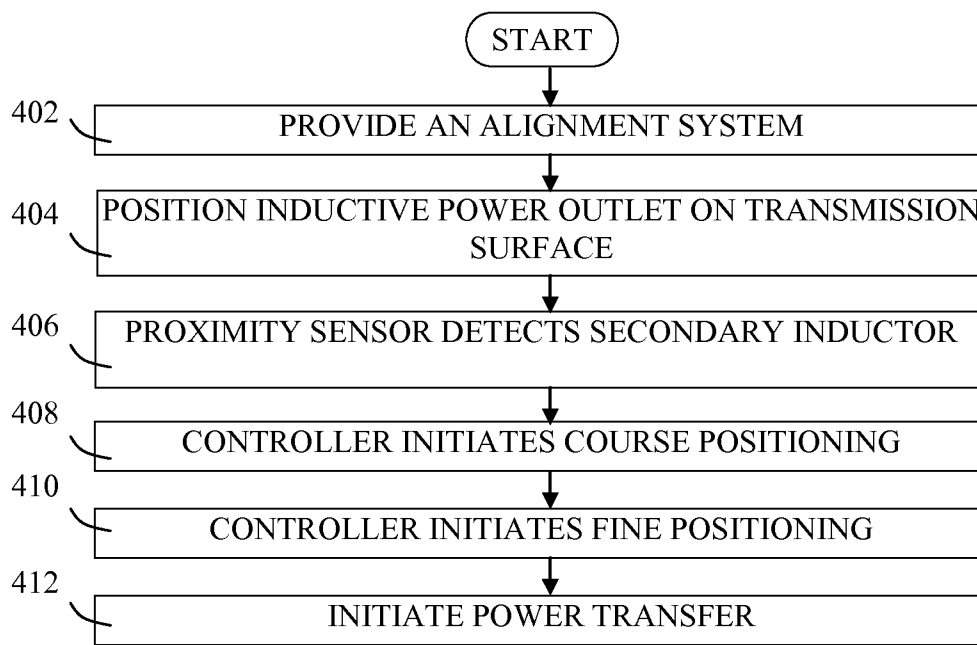 START
402
PROVIDE AN ALIGNMENT SYSTEM
404
POSITION INDUCTIVE POWER OUTLET ON TRANSMISSION
SURFACE
406
PROXIMITY SENSOR DETECTS SECONDARY INDUCTOR
408
CONTROLLER INITIATES COURSE POSITIONING
410
CONTROLLER INITIATES FINE POSITIONING
412
INITIATE POWER TRANSFER